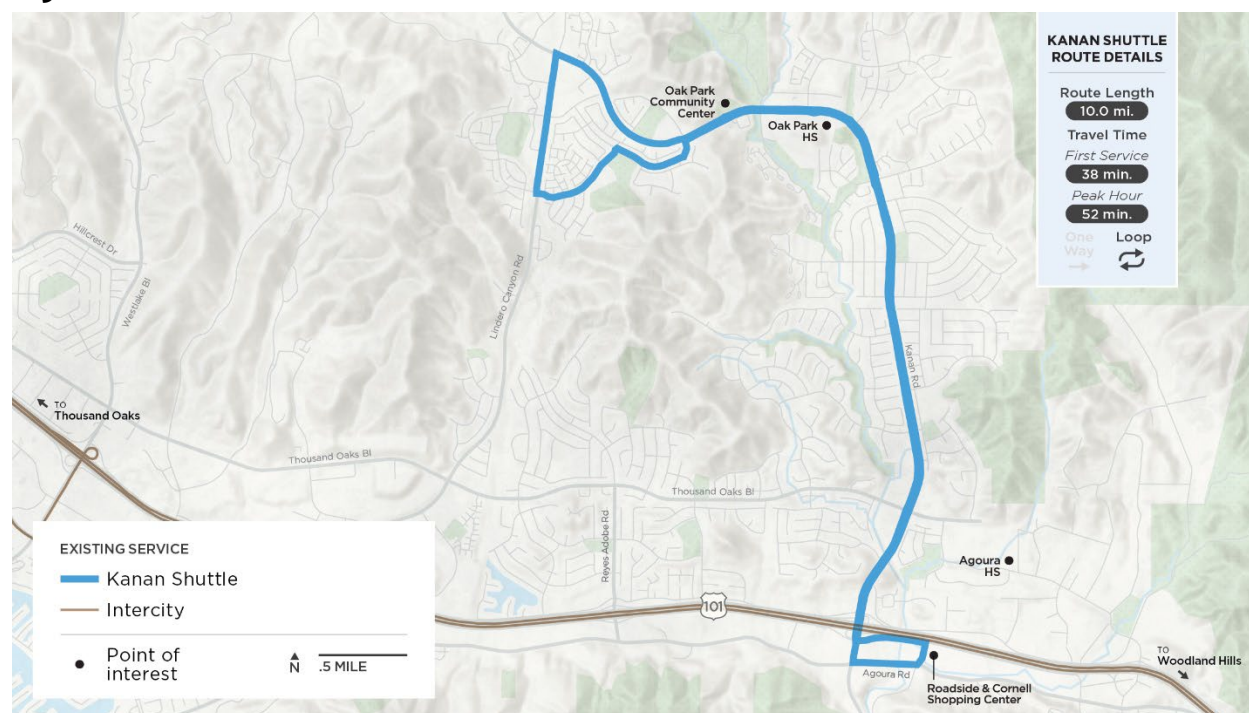 KANAN SHUTTLE
ROUTE DETAILS
Route Length
10.0 mi.
Travel Time
First Service
38 min.
Peak Hour
52 min.
One
Way
Loop
Oak Park
Community
Center
Oak Park
HS
Hillcrest Dr
Westlake Bl
Lindero Canyon Rd
Kanan Rd
TO
Thousand Oaks
Thousand Oaks Bl
Thousand Oaks Bl
Reyes Adobe Rd
Agoura
HS
101
TO
Woodland Hills
Agoura Rd
Roadside & Cornell
Shopping Center
EXISTING SERVICE
Kanan Shuttle
Intercity
Point of
interest
N
.5 MILE